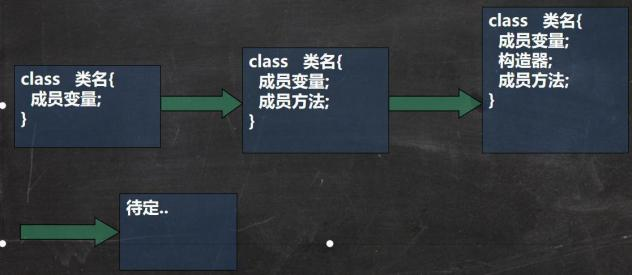 class 类名{
成员变量;
}
class 类名{
成员变量;
成员方法;
}
class 类名{
成员变量;
构造器;
成员方法;
}
待定..